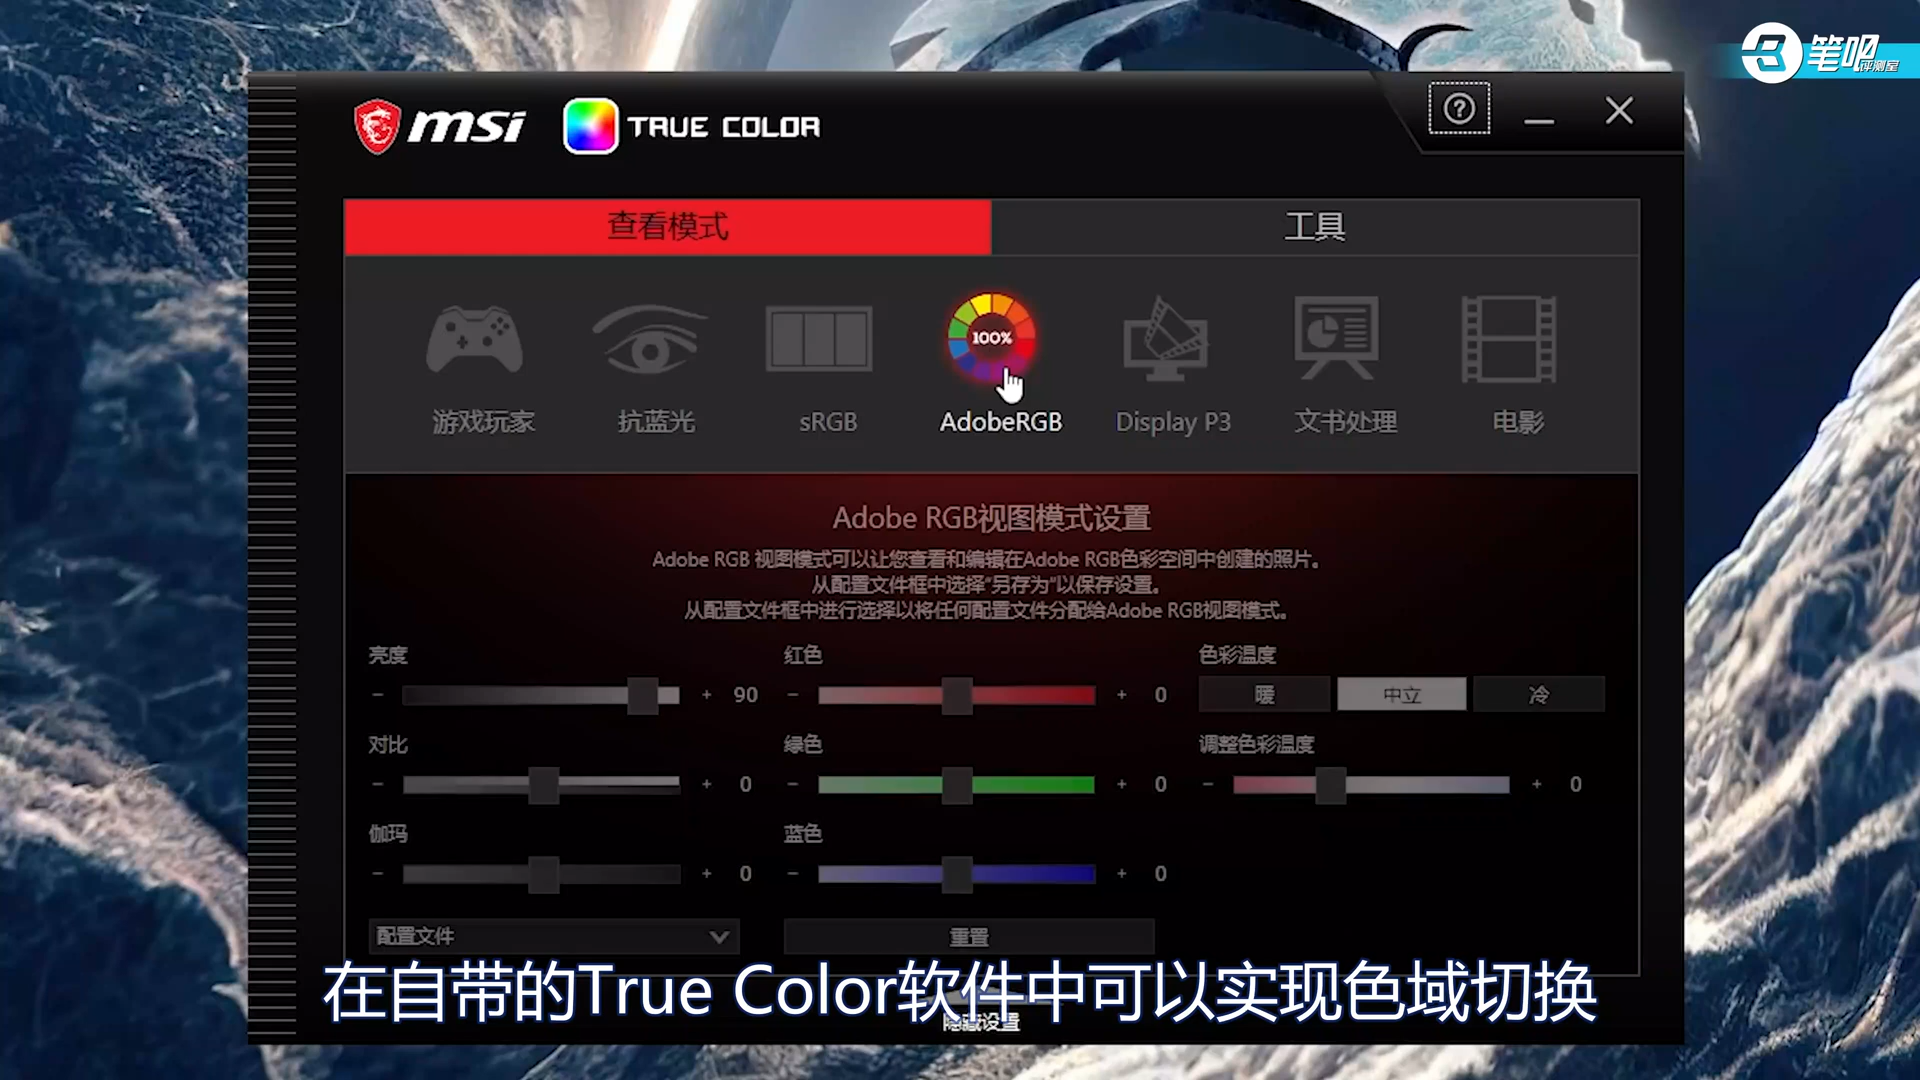 笔吧
评测室
msi TRUE COLOR
查看模式 工具
100%
游戏玩家 抗蓝光 sRGB AdobeRGB Display P3 文书处理 电影
Adobe RGB视图模式设置
Adobe RGB 视图模式可以让您查看和编辑在Adobe RGB色彩空间中创建的照片。
从配置文件框中选择“另存为”以保存设置。
从配置文件框中进行选择以将任何配置文件分配给Adobe RGB视图模式。
亮度 红色 色彩温度
- + 90 - + 0 暖 中立 冷
对比 绿色 调整色彩温度
- + 0 - + 0 - + 0
伽玛 蓝色
- + 0 - + 0
配置文件 重置
在自带的True Color软件中可以实现色域切换
隐藏设置